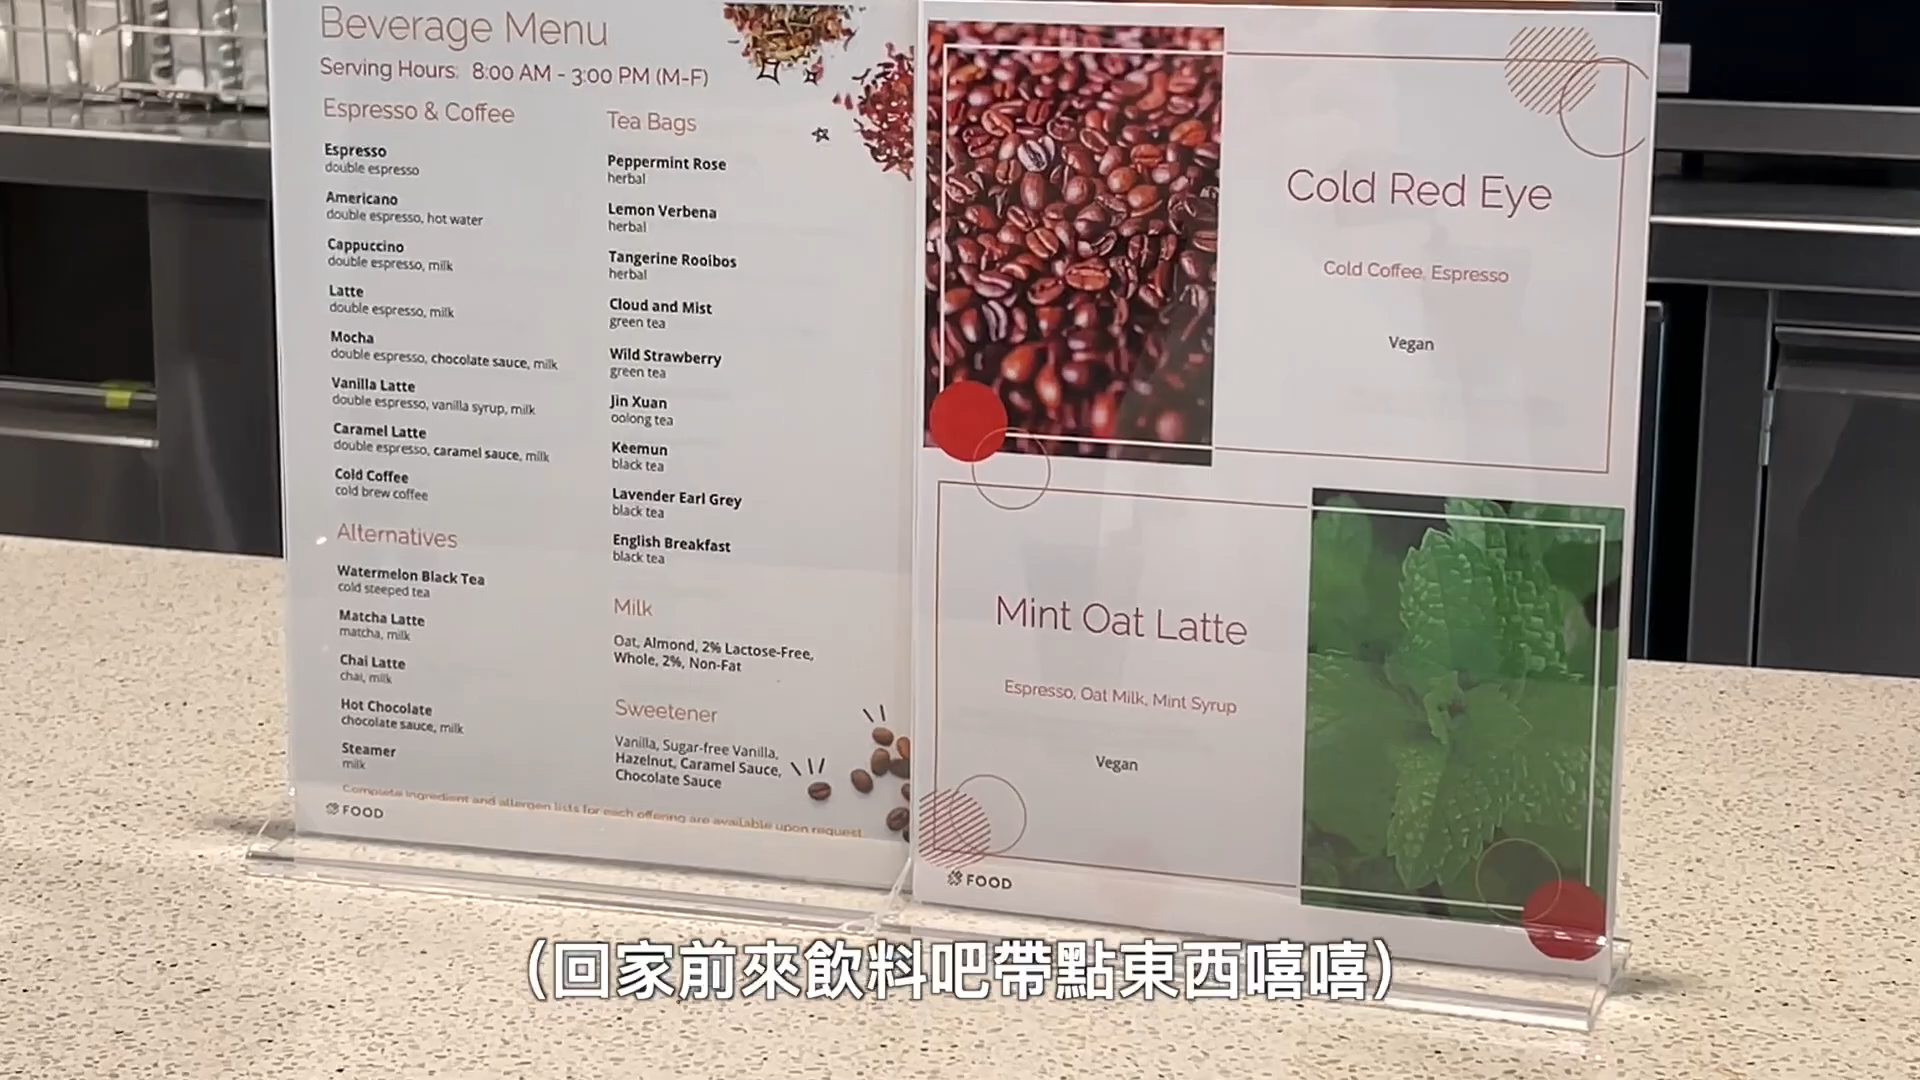 Beverage Menu
Serving Hours: 8:00 AM - 3:00 PM (M-F)
Espresso & Coffee
Espresso
double espresso
Americano
double espresso, hot water
Cappuccino
double espresso, milk
Latte
double espresso, milk
Mocha
double espresso, chocolate sauce, milk
Vanilla Latte
double espresso, vanilla syrup, milk
Caramel Latte
double espresso, caramel sauce, milk
Cold Coffee
cold brew coffee
Alternatives
Watermelon Black Tea
cold steeped tea
Matcha Latte
matcha, milk
Chai Latte
chai, milk
Hot Chocolate
chocolate sauce, milk
Steamer
milk
Tea Bags
Peppermint Rose
herbal
Lemon Verbena
herbal
Tangerine Rooibos
herbal
Cloud and Mist
green tea
Wild Strawberry
green tea
Jin Xuan
oolong tea
Keemun
black tea
Lavender Earl Grey
black tea
English Breakfast
black tea
Milk
Oat, Almond, 2% Lactose-Free,
Whole, 2%, Non-Fat
Sweetener
Vanilla, Sugar-free Vanilla,
Hazelnut, Caramel Sauce,
Chocolate Sauce
Complete ingredient and allergen lists for each offering are available upon request
FOOD
Cold Red Eye
Cold Coffee, Espresso
Vegan
Mint Oat Latte
Espresso, Oat Milk, Mint Syrup
Vegan
FOOD
（回家前來飲料吧帶點東西嘻嘻）